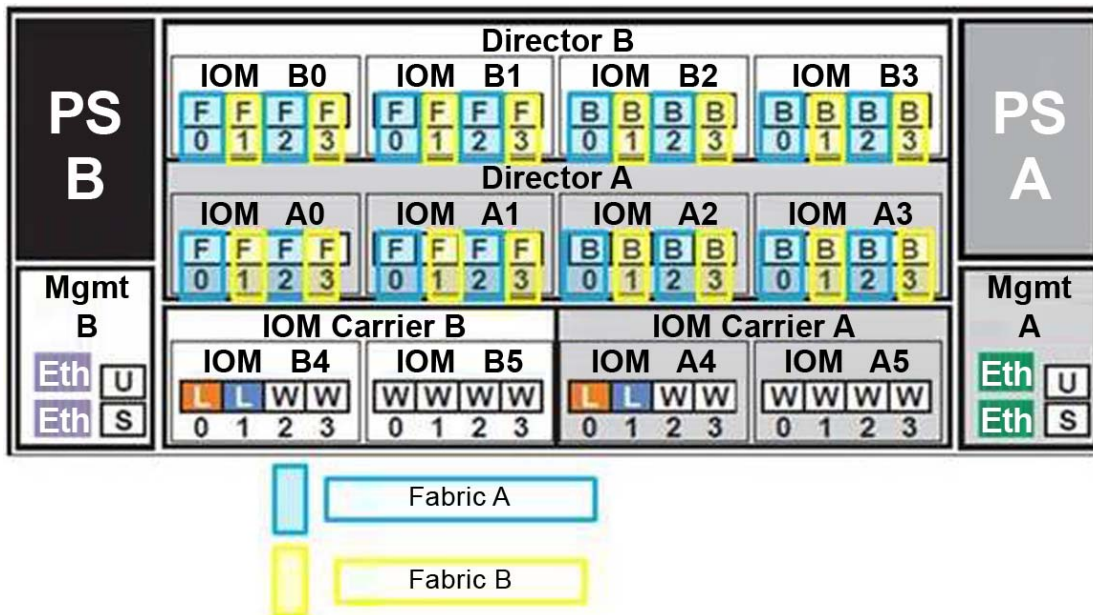 PS B
Director B
PS A
IOM B0 IOM B1 IOM B2 IOM B3
F F F F F F F F B B B B B B B B
0 1 2 3 0 1 2 3 0 1 2 3 0 1 2 3
Director A
IOM A0 IOM A1 IOM A2 IOM A3
F F F F F F F F B B B B B B B B
0 1 2 3 0 1 2 3 0 1 2 3 0 1 2 3
Mgmt B
Eth U
Eth S
IOM Carrier B IOM Carrier A
IOM B4 IOM B5 IOM A4 IOM A5
L L W W W W W W L L W W W W W W
0 1 2 3 0 1 2 3 0 1 2 3 0 1 2 3
Mgmt A
Eth U
Eth S
Fabric A
Fabric B